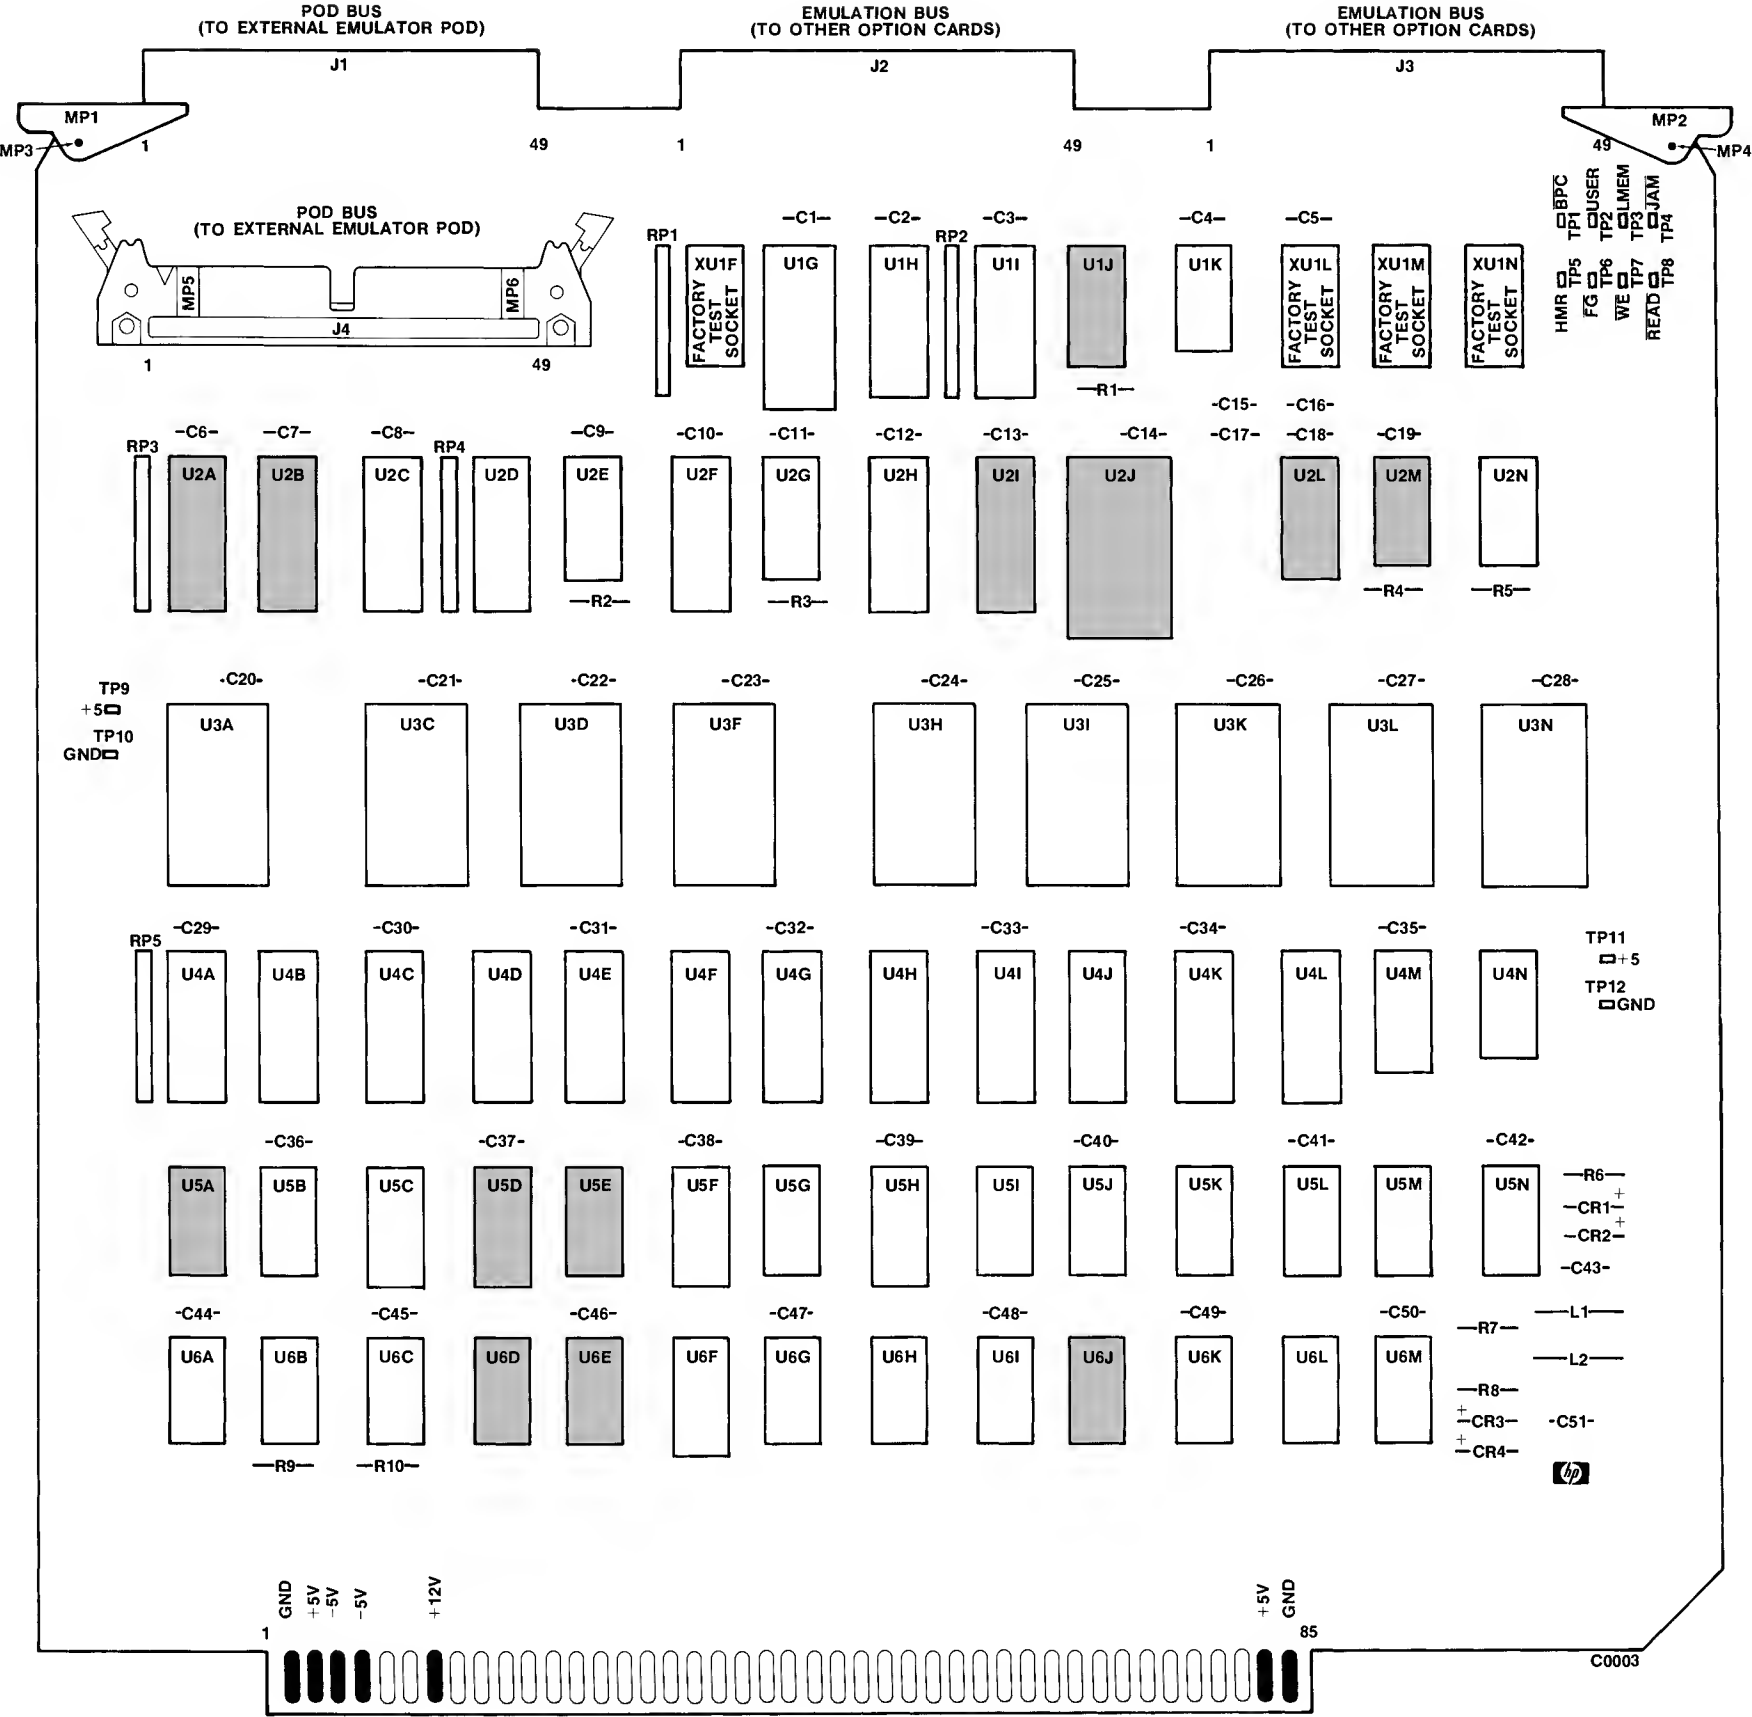 POD BUS
(TO EXTERNAL EMULATOR POD)
EMULATION BUS
(TO OTHER OPTION CARDS)
EMULATION BUS
(TO OTHER OPTION CARDS)
J1
J2
J3
MP1
MP2
MP3
MP4
1
49
1
49
1
49
BPC
TP1
USER
TP2
LMEM
TP3
JAM
TP4
HMR
TP5
FG
TP6
WE
TP7
READ
TP8
POD BUS
(TO EXTERNAL EMULATOR POD)
MP5
MP6
J4
1
49
-C1-
-C2-
-C3-
-C4-
-C5-
RP1
RP2
XU1F
FACTORY
TEST
SOCKET
U1G
U1H
U1I
U1J
U1K
XU1L
FACTORY
TEST
SOCKET
XU1M
FACTORY
TEST
SOCKET
XU1N
FACTORY
TEST
SOCKET
R1
-C15-
-C16-
RP3
-C6-
-C7-
-C8-
RP4
-C9-
-C10-
-C11-
-C12-
-C13-
-C14-
-C17-
-C18-
-C19-
U2A
U2B
U2C
U2D
U2E
U2F
U2G
U2H
U2I
U2J
U2L
U2M
U2N
R2
R3
R4
R5
TP9
+5
TP10
GND
-C20-
-C21-
-C22-
-C23-
-C24-
-C25-
-C26-
-C27-
-C28-
U3A
U3C
U3D
U3F
U3H
U3I
U3K
U3L
U3N
RP5
-C29-
-C30-
-C31-
-C32-
-C33-
-C34-
-C35-
TP11
+5
TP12
GND
U4A
U4B
U4C
U4D
U4E
U4F
U4G
U4H
U4I
U4J
U4K
U4L
U4M
U4N
-C36-
-C37-
-C38-
-C39-
-C40-
-C41-
-C42-
U5A
U5B
U5C
U5D
U5E
U5F
U5G
U5H
U5I
U5J
U5K
U5L
U5M
U5N
R6
+
CR1
+
CR2
-C43-
-C44-
-C45-
-C46-
-C47-
-C48-
-C49-
-C50-
L1
R7
U6A
U6B
U6C
U6D
U6E
U6F
U6G
U6H
U6I
U6J
U6K
U6L
U6M
L2
R8
+
CR3
-C51-
+
CR4
R9
R10
hp
GND
+5V
-5V
-5V
+12V
+5V
GND
1
85
C0003